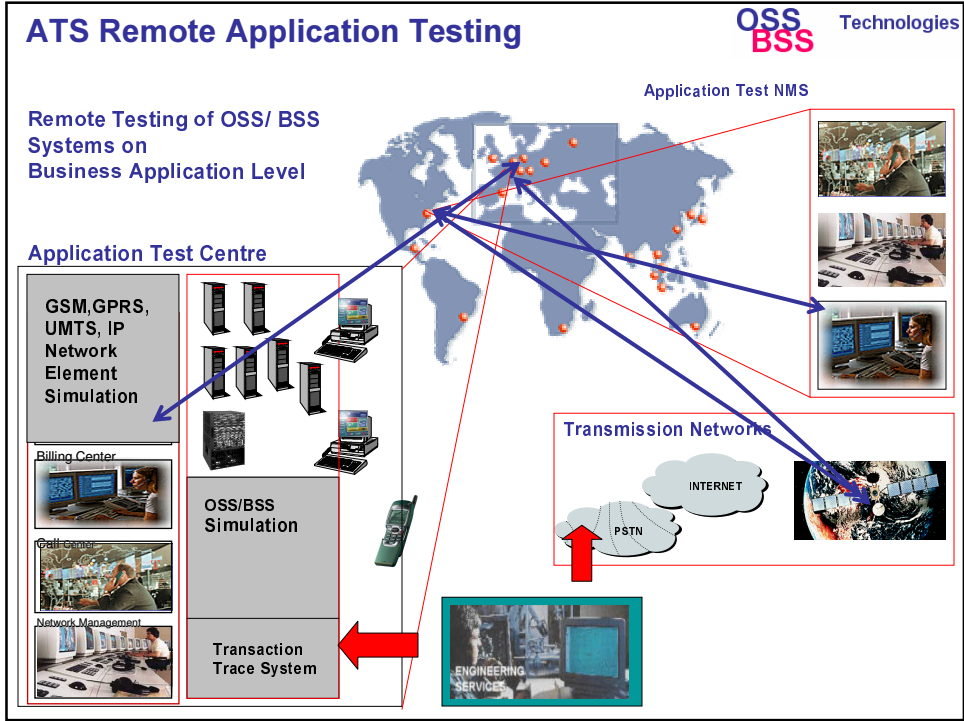 ATS Remote Application Testing
OSS
BSS
Technologies
Application Test NMS
Remote Testing of OSS/ BSS
Systems on
Business Application Level
Application Test Centre
GSM,GPRS,
UMTS, IP
Network
Element
Simulation
Billing Center
Call Center
Network Management
OSS/BSS
Simulation
Transaction
Trace System
Transmission Networks
INTERNET
PSTN
ENGINEERING
SERVICES